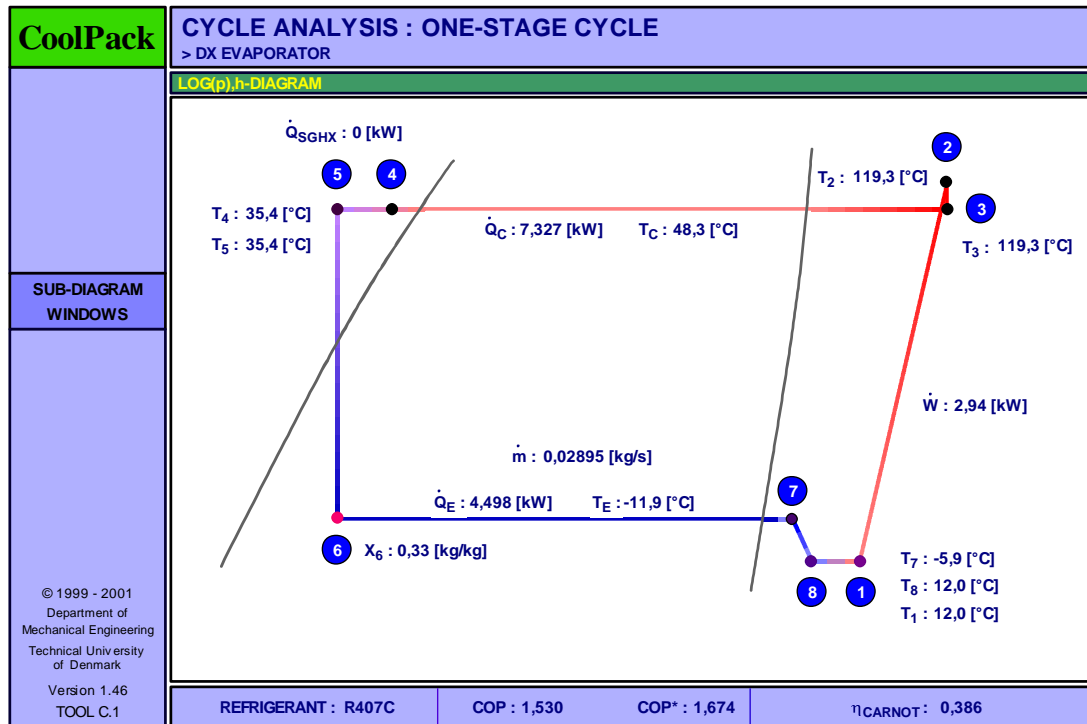 CoolPack
CYCLE ANALYSIS : ONE-STAGE CYCLE
> DX EVAPORATOR
LOG(p),h-DIAGRAM
Q̇SGHX : 0 [kW]
5
4
2
T2 : 119,3 [°C]
3
T4 : 35,4 [°C]
Q̇C : 7,327 [kW] TC : 48,3 [°C]
T5 : 35,4 [°C]
T3 : 119,3 [°C]
SUB-DIAGRAM
WINDOWS
Ẇ : 2,94 [kW]
ṁ : 0,02895 [kg/s]
7
Q̇E : 4,498 [kW] TE : -11,9 [°C]
6
X6 : 0,33 [kg/kg]
8
1
T7 : -5,9 [°C]
T8 : 12,0 [°C]
T1 : 12,0 [°C]
© 1999 - 2001
Department of
Mechanical Engineering
Technical University
of Denmark
Version 1.46
TOOL C.1
REFRIGERANT : R407C COP : 1,530 COP* : 1,674 ηCARNOT : 0,386